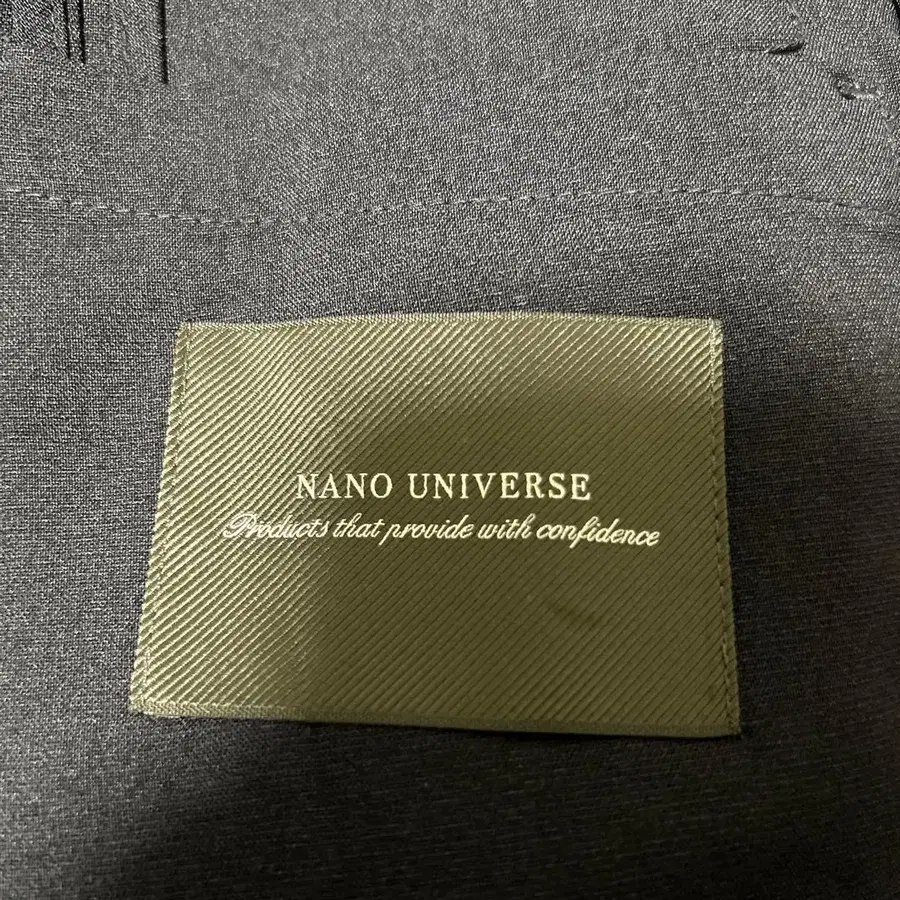 NANO UNIVERSE
Products that provide with confidence